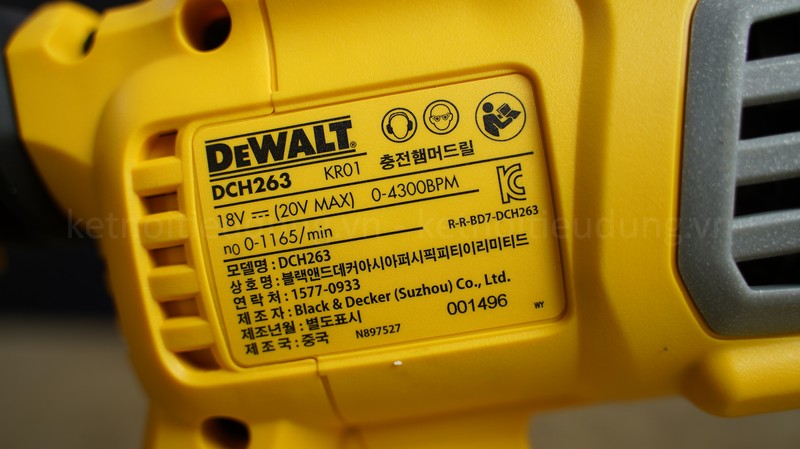 DEWALT®
DCH263 KR01 충전햄머드릴
18V ⎓ (20V MAX) 0-4300BPM
R-R-BD7-DCH263
n0 0-1165/min
모델명 : DCH263
상호명 : 블랙앤드데커아시아퍼시픽피티이리미티드
연락처 : 1577-0933
제조자 : Black & Decker (Suzhou) Co., Ltd.
제조년월 : 별도표시 001496 WY
제조국 : 중국 N897527